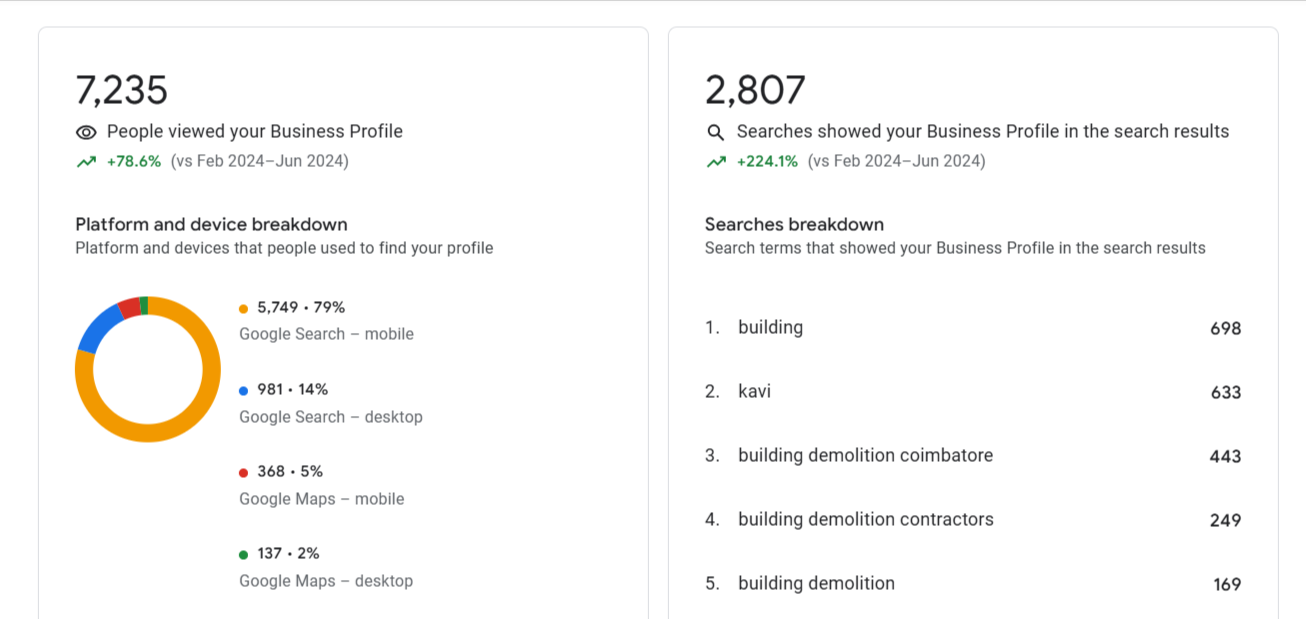 7,235
People viewed your Business Profile
+78.6% (vs Feb 2024–Jun 2024)
Platform and device breakdown
Platform and devices that people used to find your profile
5,749 · 79%
Google Search – mobile
981 · 14%
Google Search – desktop
368 · 5%
Google Maps – mobile
137 · 2%
Google Maps – desktop
2,807
Searches showed your Business Profile in the search results
+224.1% (vs Feb 2024–Jun 2024)
Searches breakdown
Search terms that showed your Business Profile in the search results
1. building 698
2. kavi 633
3. building demolition coimbatore 443
4. building demolition contractors 249
5. building demolition 169